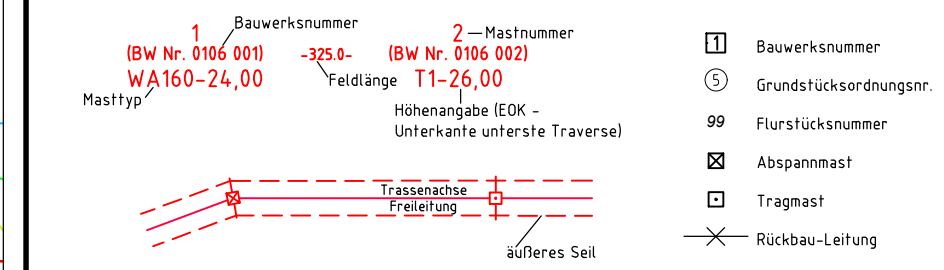 Bauwerksnummer
1
2
Mastnummer
(BW Nr. 0106 001)
-325.0-
(BW Nr. 0106 002)
WA160-24,00
Feldlänge
T1-26,00
Masttyp
Höhenangabe (EOK -
Unterkante unterste Traverse)
Trassenachse
Freileitung
äußeres Seil
1
Bauwerksnummer
5
Grundstücksordnungsnr.
99
Flurstücksnummer
Abspannmast
Tragmast
Rückbau-Leitung